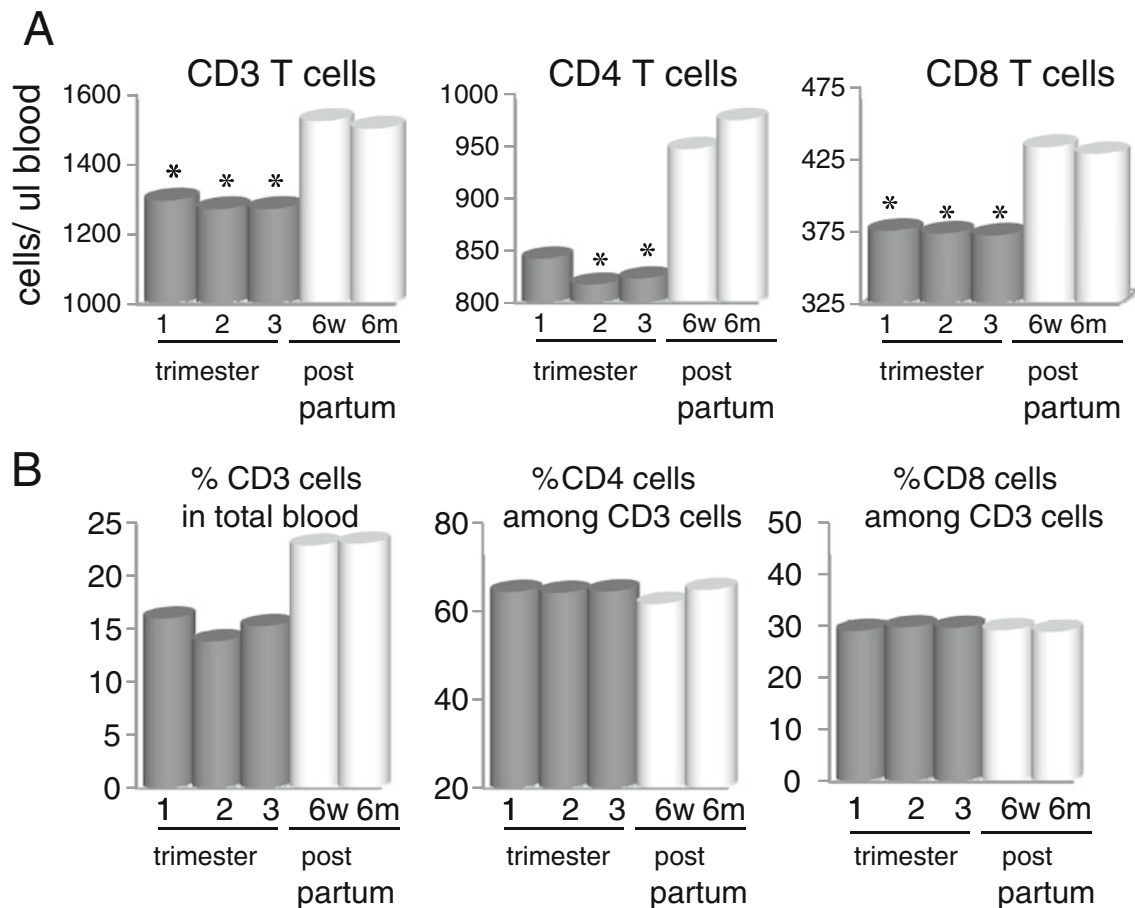 A
CD3 T cells
CD4 T cells
CD8 T cells
cells/ ul blood
1600
1400
1200
1000
* * *
1 2 3 6w 6m
trimester post
partum
1000
950
900
850
800
* *
1 2 3 6w 6m
trimester post
partum
475
425
375
325
* * *
1 2 3 6w 6m
trimester post
partum
B
% CD3 cells
in total blood
25
20
15
10
5
0
1 2 3 6w 6m
trimester post
partum
%CD4 cells
among CD3 cells
80
60
40
20
1 2 3 6w 6m
trimester post
partum
%CD8 cells
among CD3 cells
50
40
30
20
10
0
1 2 3 6w 6m
trimester post
partum